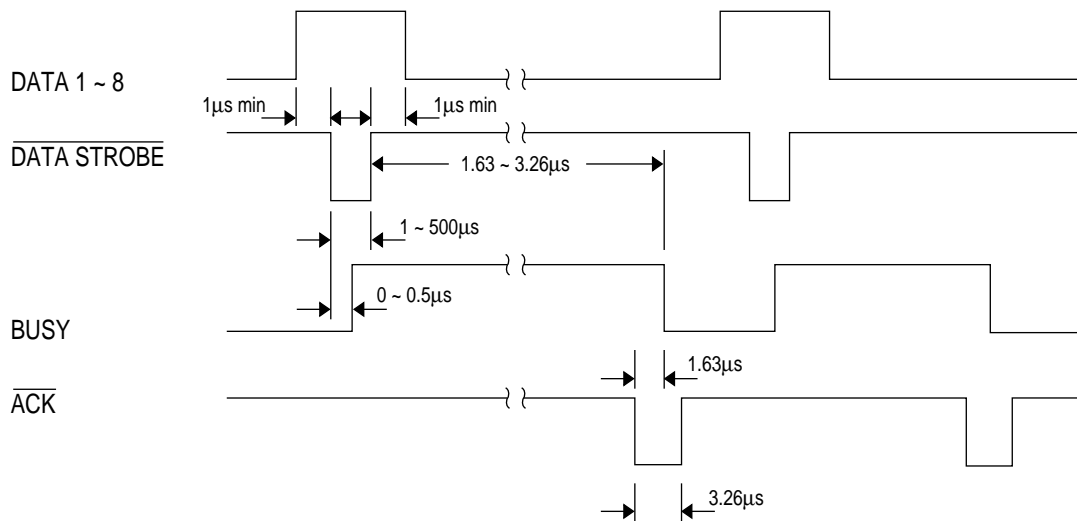 DATA 1 ~ 8
1µs min
1µs min
DATA STROBE
1.63 ~ 3.26µs
1 ~ 500µs
0 ~ 0.5µs
BUSY
1.63µs
ACK
3.26µs